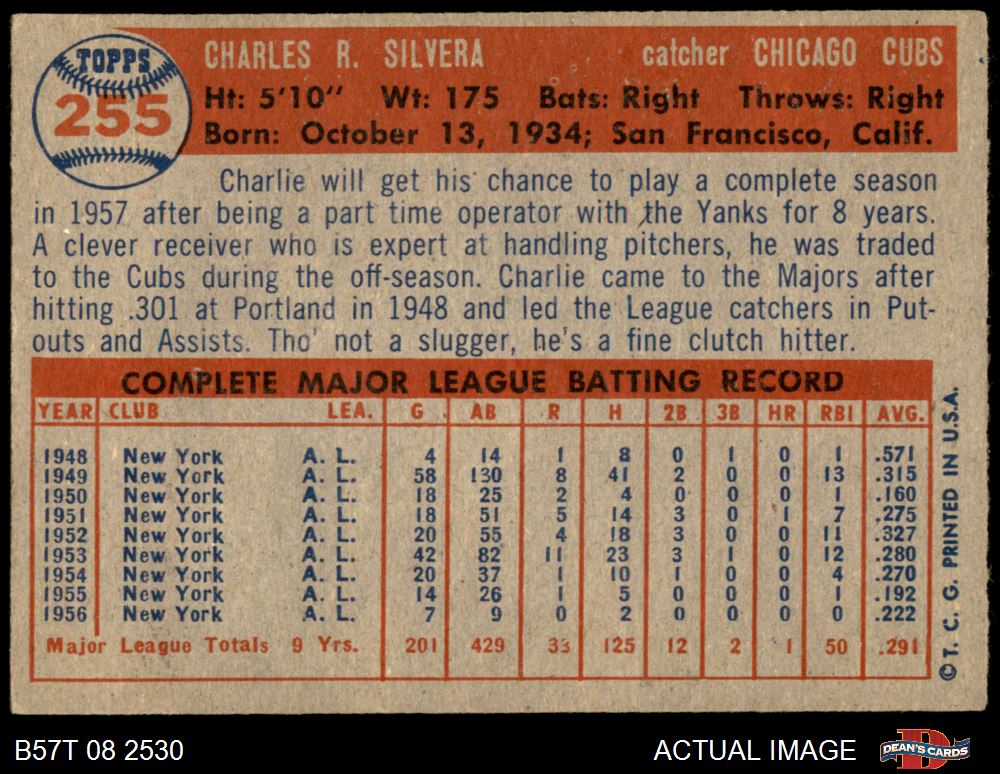 TOPPS
255
CHARLES R. SILVERA catcher CHICAGO CUBS
Ht: 5'10" Wt: 175 Bats: Right Throws: Right
Born: October 13, 1934; San Francisco, Calif.
Charlie will get his chance to play a complete season
in 1957 after being a part time operator with the Yanks for 8 years.
A clever receiver who is expert at handling pitchers, he was traded
to the Cubs during the off-season. Charlie came to the Majors after
hitting .301 at Portland in 1948 and led the League catchers in Put-
outs and Assists. Tho' not a slugger, he's a fine clutch hitter.
COMPLETE MAJOR LEAGUE BATTING RECORD
YEAR CLUB LEA. G AB R H 2B 3B HR RBI AVG.
1948 New York A. L. 4 14 1 8 0 1 0 1 .571
1949 New York A. L. 58 130 8 41 2 0 0 13 .315
1950 New York A. L. 18 25 2 4 0 0 0 1 .160
1951 New York A. L. 18 51 5 14 3 0 1 7 .275
1952 New York A. L. 20 55 4 18 3 0 0 11 .327
1953 New York A. L. 42 82 11 23 3 1 0 12 .280
1954 New York A. L. 20 37 1 10 1 0 0 4 .270
1955 New York A. L. 14 26 1 5 0 0 0 1 .192
1956 New York A. L. 7 9 0 2 0 0 0 0 .222
Major League Totals 9 Yrs. 201 429 33 125 12 2 1 50 .291
© T. C. G. PRINTED IN U.S.A.
B57T 08 2530 ACTUAL IMAGE DEAN'S CARDS